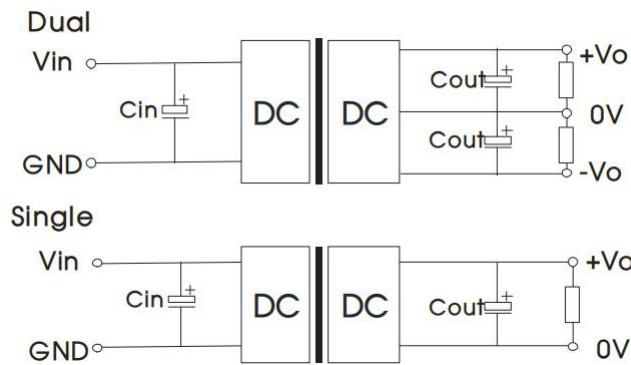 Dual
Vin
Cin
+
GND
DC
DC
Cout
+
Cout
+
+Vo
0V
-Vo
Single
Vin
Cin
+
GND
DC
DC
Cout
+
+Vo
0V